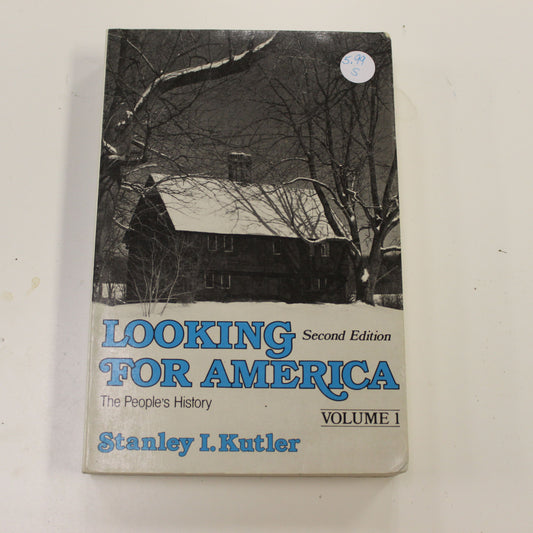 5.99
S
LOOKING
Second Edition
FOR AMERICA
The People's History
VOLUME 1
Stanley I. Kutler